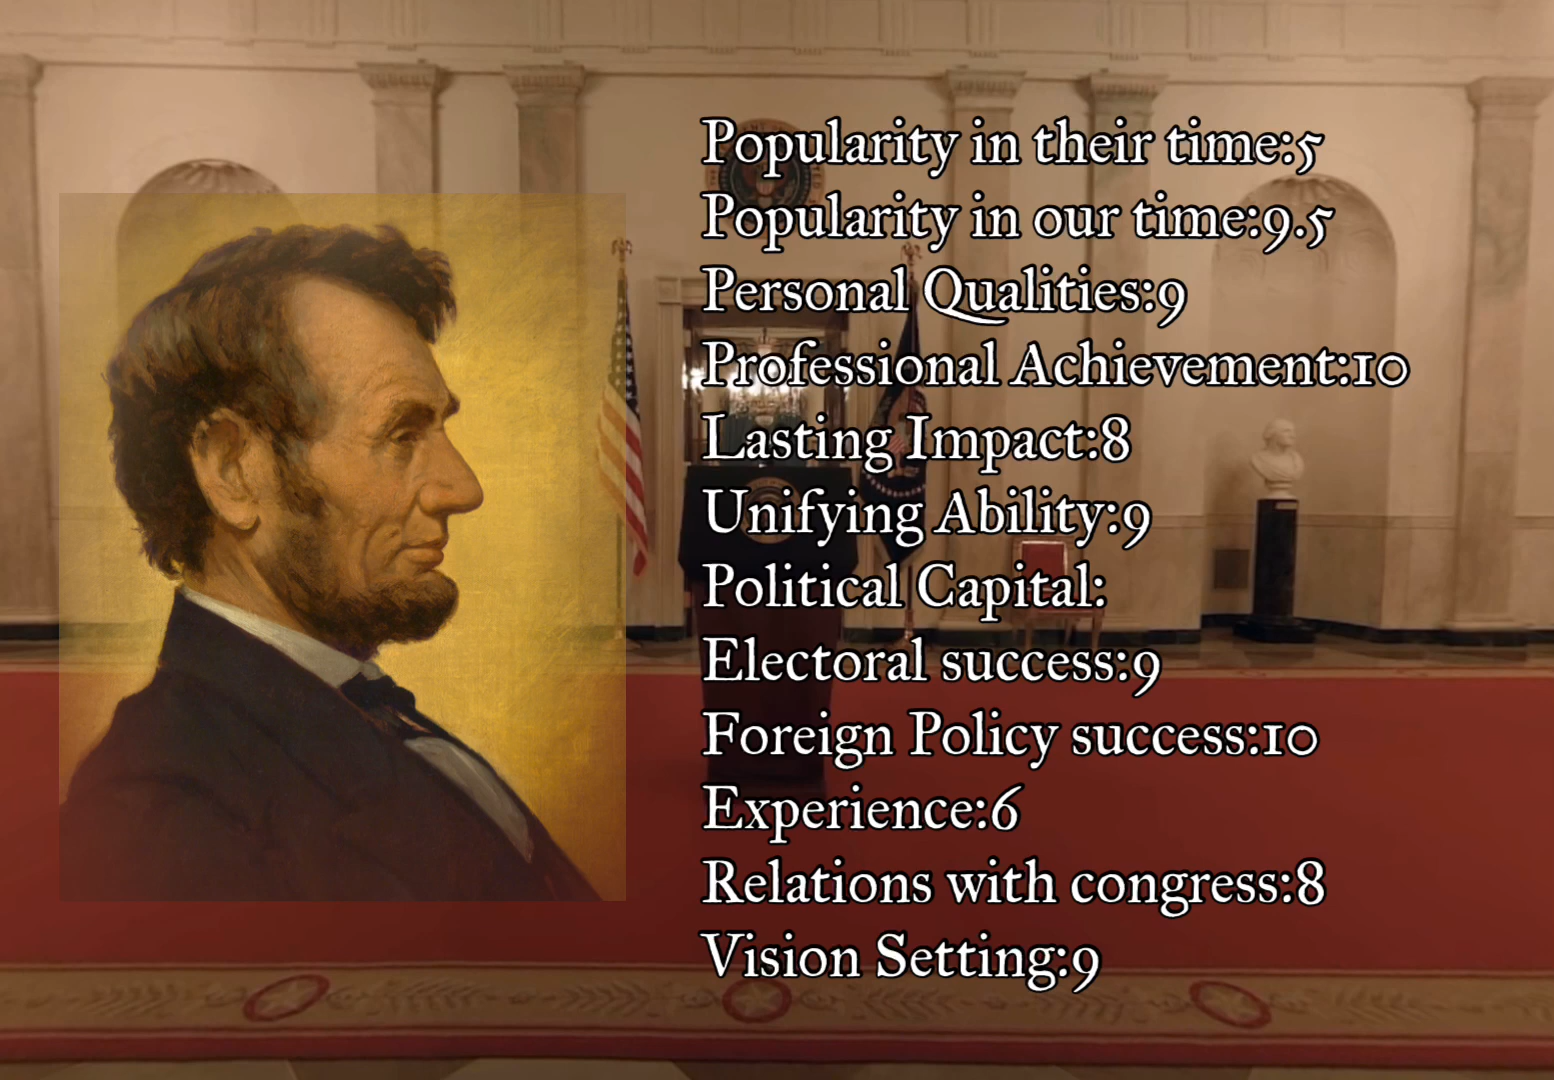 Popularity in their time:5
Popularity in our time:9.5
Personal Qualities:9
Professional Achievement:10
Lasting Impact:8
Unifying Ability:9
Political Capital:
Electoral success:9
Foreign Policy success:10
Experience:6
Relations with congress:8
Vision Setting:9